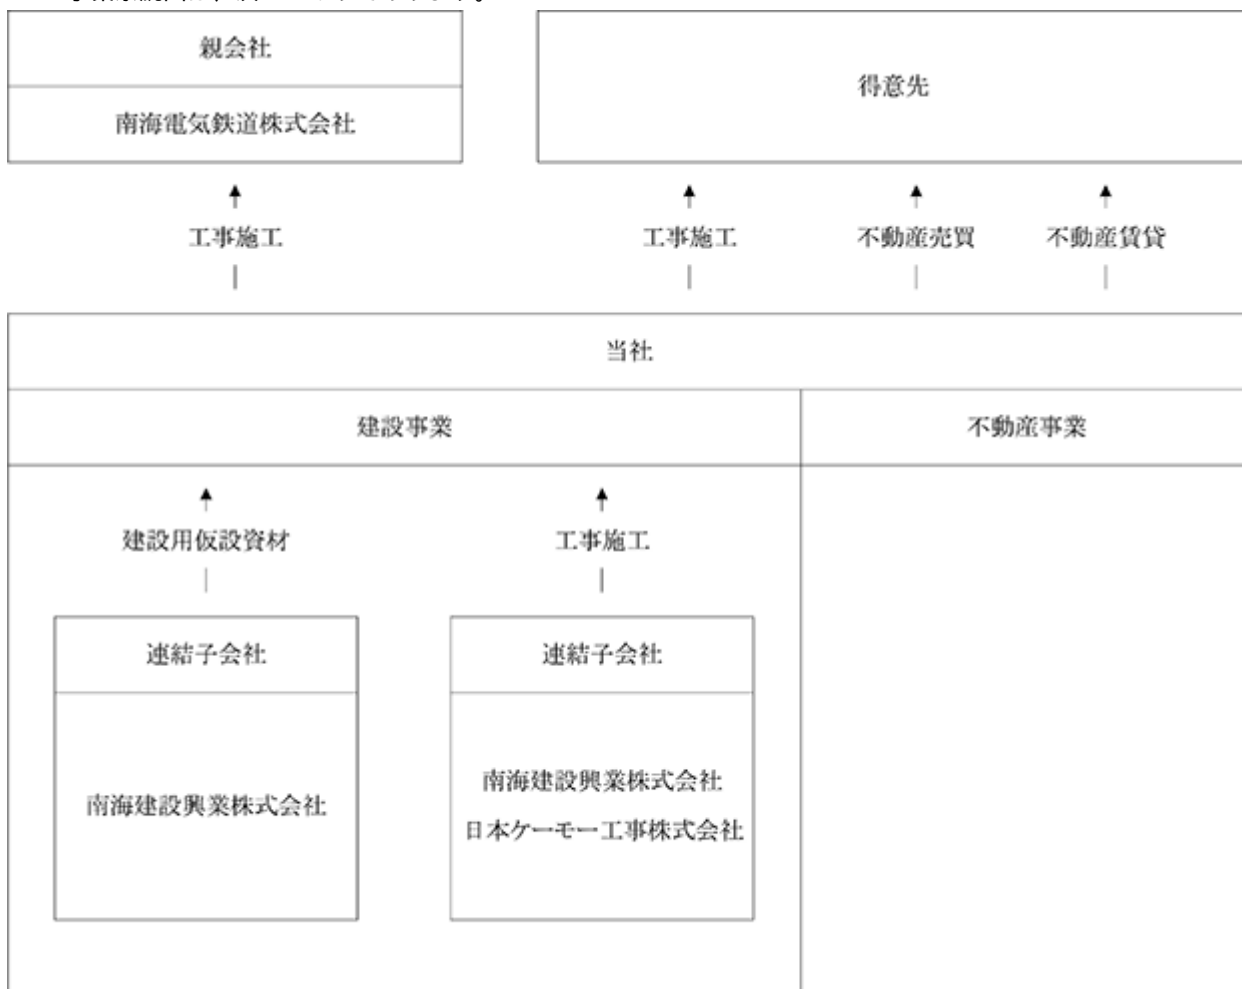 親会社
南海電気鉄道株式会社
得意先
工事施工
工事施工
不動産売買
不動産賃貸
当社
建設事業
不動産事業
建設用仮設資材
工事施工
連結子会社
南海建設興業株式会社
連結子会社
南海建設興業株式会社
日本ケーモー工事株式会社